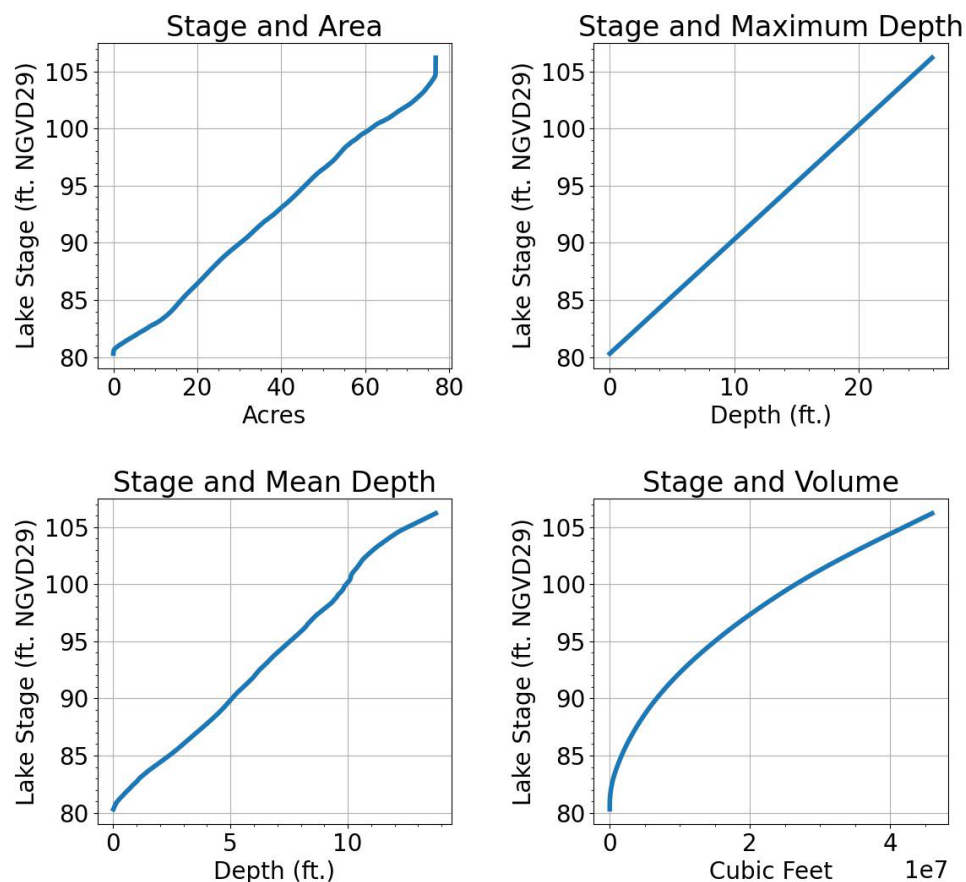 Stage and Area
Lake Stage (ft. NGVD29)
105
100
95
90
85
80
0 20 40 60 80
Acres
Stage and Maximum Depth
Lake Stage (ft. NGVD29)
105
100
95
90
85
80
0 10 20
Depth (ft.)
Stage and Mean Depth
Lake Stage (ft. NGVD29)
105
100
95
90
85
80
0 5 10
Depth (ft.)
Stage and Volume
Lake Stage (ft. NGVD29)
105
100
95
90
85
80
0 2 4
Cubic Feet 1e7